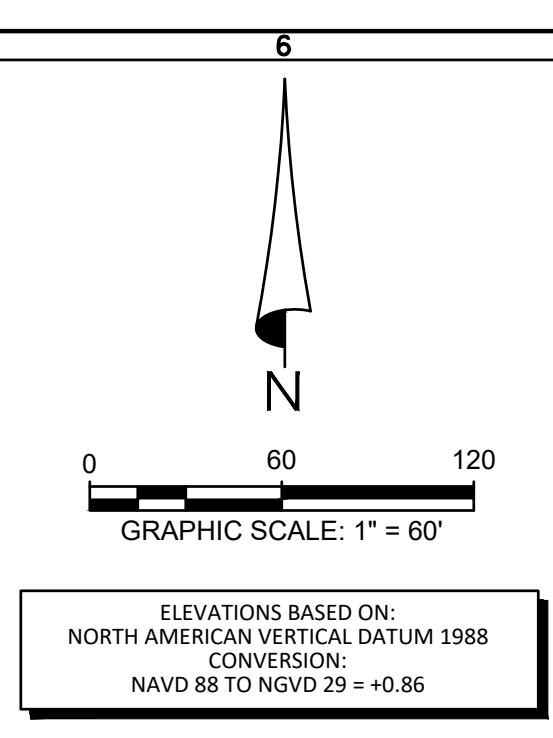 6
N
0 60 120
GRAPHIC SCALE: 1" = 60'
ELEVATIONS BASED ON:
NORTH AMERICAN VERTICAL DATUM 1988
CONVERSION:
NAVD 88 TO NGVD 29 = +0.86